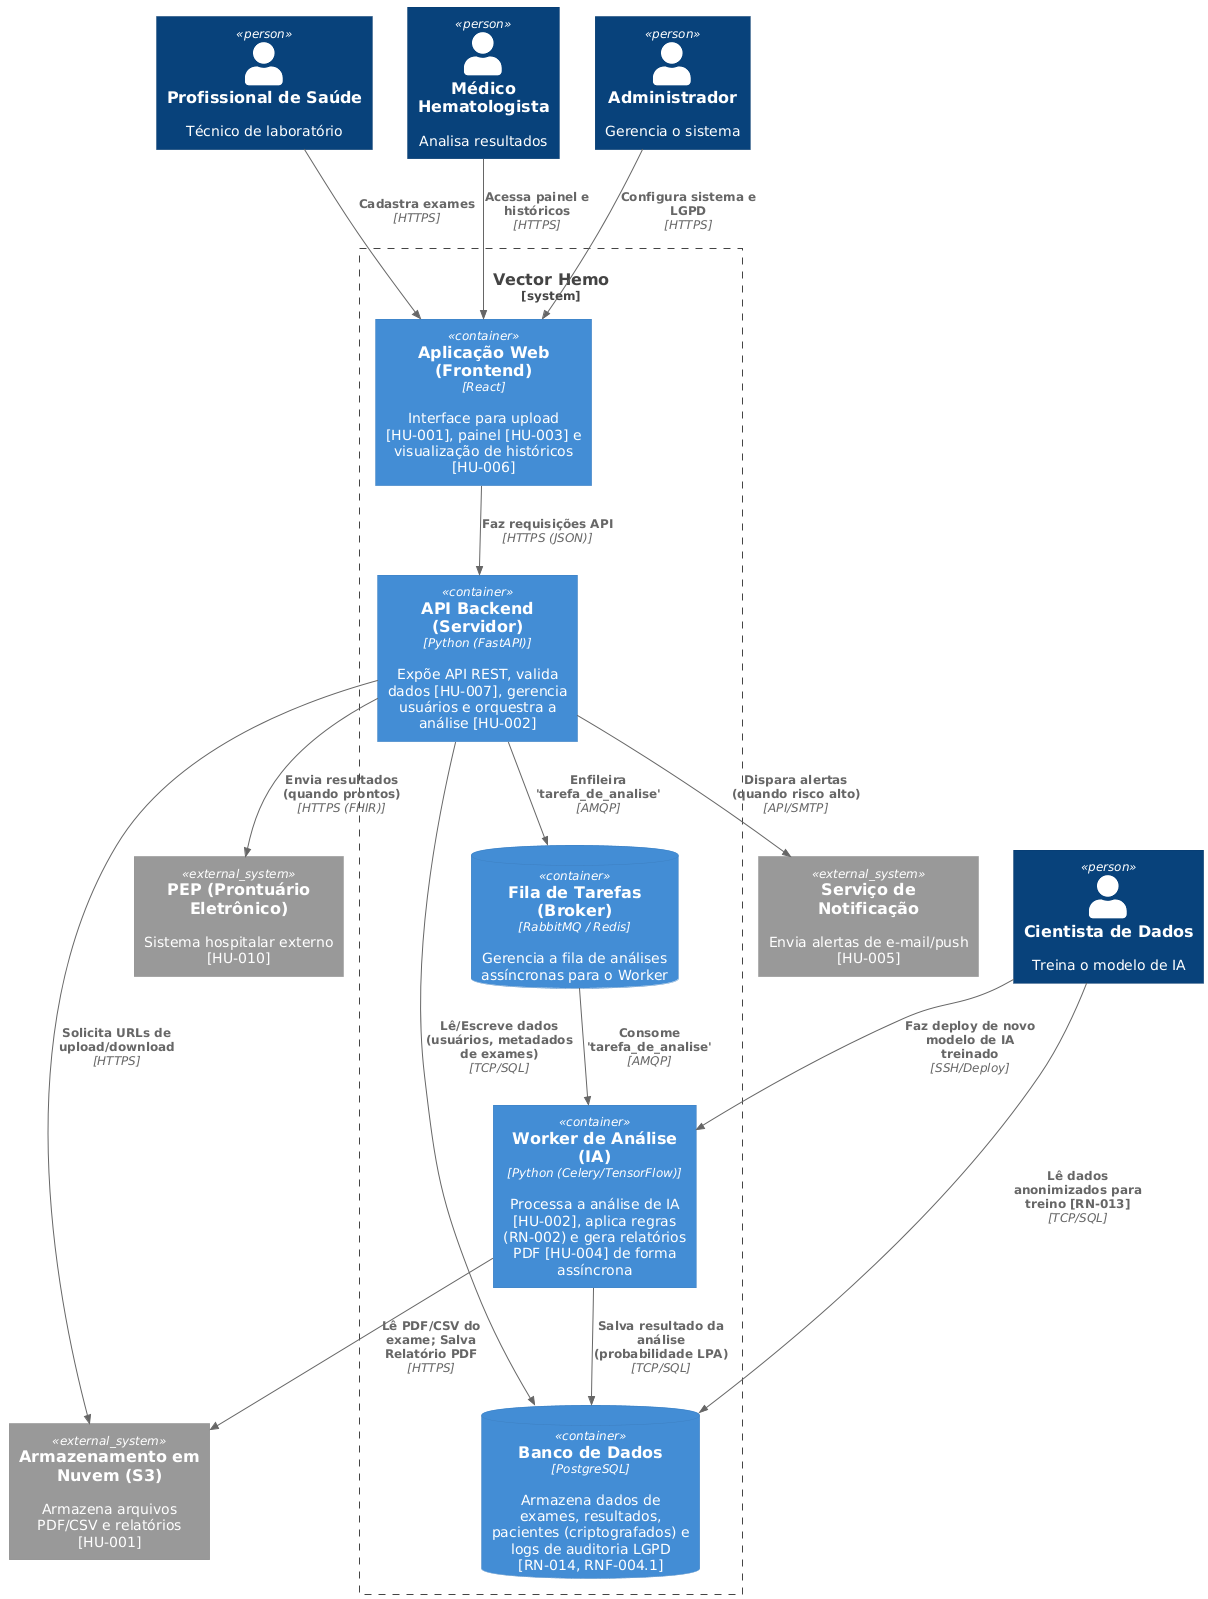 «person»
Profissional de Saúde
Técnico de laboratório
«person»
Médico
Hematologista
Analisa resultados
«person»
Administrador
Gerencia o sistema
Cadastra exames
[HTTPS]
Acessa painel e
históricos
[HTTPS]
Configura sistema e
LGPD
[HTTPS]
Vector Hemo
[system]
«container»
Aplicação Web
(Frontend)
[React]
Interface para upload
[HU-001], painel [HU-003] e
visualização de históricos
[HU-006]
Faz requisições API
[HTTPS (JSON)]
«container»
API Backend
(Servidor)
[Python (FastAPI)]
Expõe API REST, valida
dados [HU-007], gerencia
usuários e orquestra a
análise [HU-002]
Envia resultados
(quando prontos)
[HTTPS (FHIR)]
Enfileira
'tarefa_de_analise'
[AMQP]
Dispara alertas
(quando risco alto)
[API/SMTP]
«external_system»
PEP (Prontuário
Eletrônico)
Sistema hospitalar externo
[HU-010]
«container»
Fila de Tarefas
(Broker)
[RabbitMQ / Redis]
Gerencia a fila de análises
assíncronas para o Worker
«external_system»
Serviço de
Notificação
Envia alertas de e-mail/push
[HU-005]
«person»
Cientista de Dados
Treina o modelo de IA
Solicita URLs de
upload/download
[HTTPS]
Lê/Escreve dados
(usuários, metadados
de exames)
[TCP/SQL]
Consome
'tarefa_de_analise'
[AMQP]
Faz deploy de novo
modelo de IA
treinado
[SSH/Deploy]
«container»
Worker de Análise
(IA)
[Python (Celery/TensorFlow)]
Processa a análise de IA
[HU-002], aplica regras
(RN-002) e gera relatórios
PDF [HU-004] de forma
assíncrona
Lê dados
anonimizados para
treino [RN-013]
[TCP/SQL]
Lê PDF/CSV do
exame; Salva
Relatório PDF
[HTTPS]
Salva resultado da
análise
(probabilidade LPA)
[TCP/SQL]
«external_system»
Armazenamento em
Nuvem (S3)
Armazena arquivos
PDF/CSV e relatórios
[HU-001]
«container»
Banco de Dados
[PostgreSQL]
Armazena dados de
exames, resultados,
pacientes (criptografados) e
logs de auditoria LGPD
[RN-014, RNF-004.1]